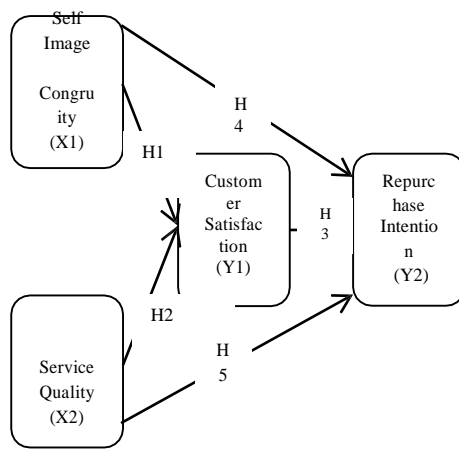 Self
Image
Congru
ity
(X1)
H
4
H1
Custom
er
Satisfac
tion
(Y1)
H
3
Repurc
hase
Intentio
n
(Y2)
H2
H
5
Service
Quality
(X2)